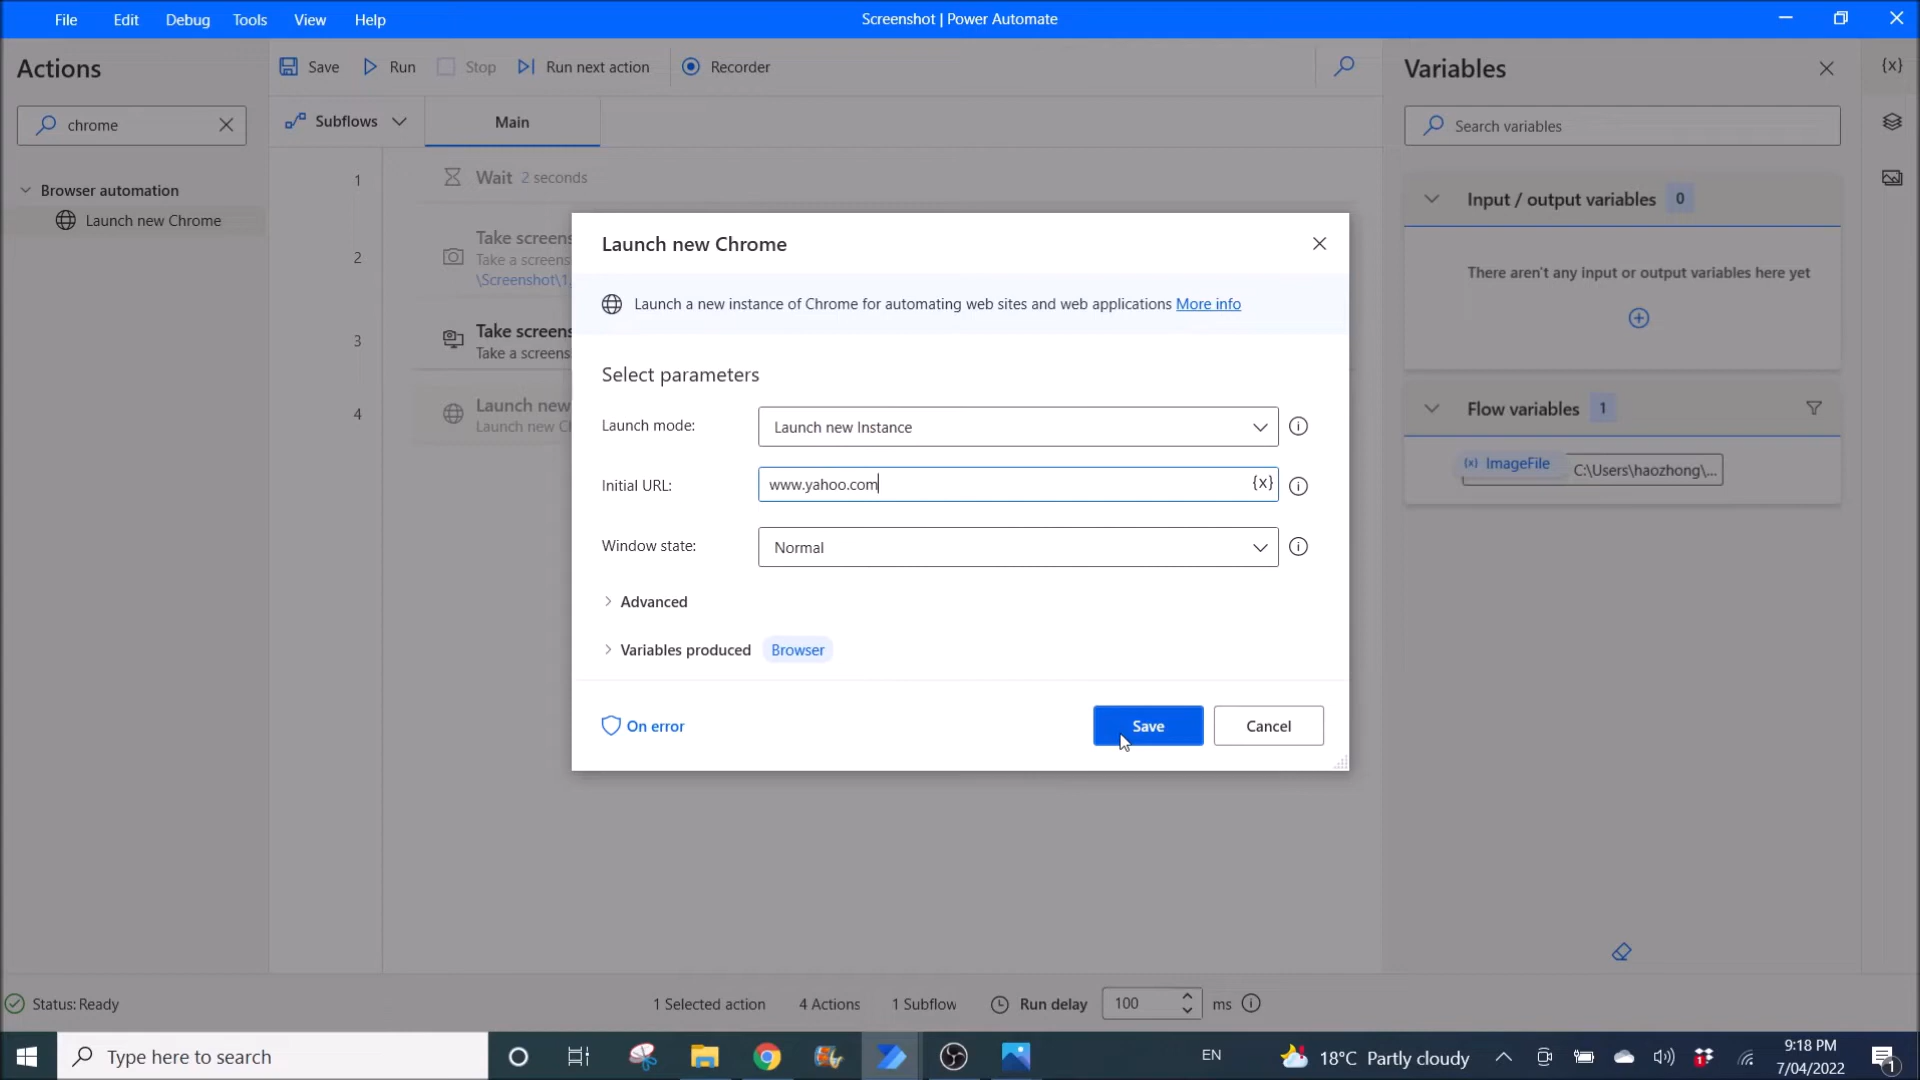 File Edit Debug Tools View Help
Screenshot | Power Automate
Actions
Save Run Stop Run next action Recorder
Variables
{x}
chrome
Subflows
Main
Search variables
Browser automation
Launch new Chrome
1
Wait 2 seconds
2
Take screens
Take a screens
\Screenshot\1.
3
Take screens
Take a screens
4
Launch new
Launch new C
Launch new Chrome
Launch a new instance of Chrome for automating web sites and web applications More info
Select parameters
Launch mode:
Launch new Instance
Initial URL:
www.yahoo.com
{x}
Window state:
Normal
Advanced
Variables produced Browser
On error
Save
Cancel
Input / output variables 0
There aren't any input or output variables here yet
Flow variables 1
(x) ImageFile C:\Users\haozhong\...
Status: Ready
1 Selected action 4 Actions 1 Subflow Run delay 100 ms
Type here to search
EN
18°C Partly cloudy
9:18 PM
7/04/2022
1